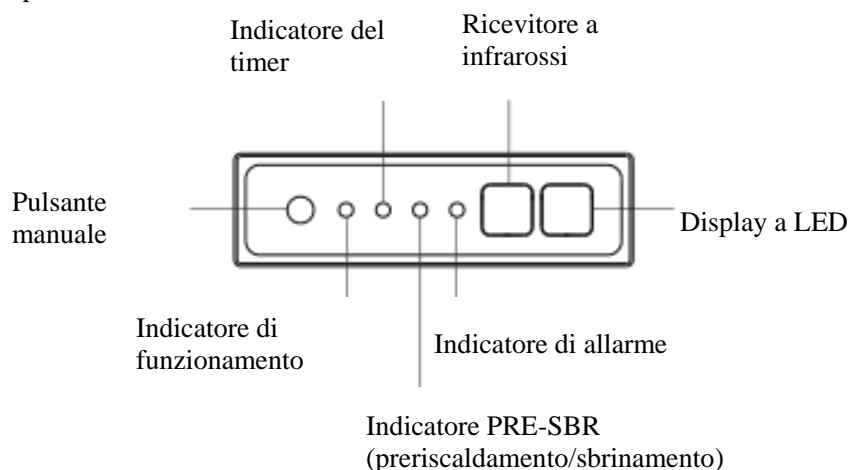 Indicatore del
timer
Ricevitore a
infrarossi
Pulsante
manuale
Display a LED
Indicatore di
funzionamento
Indicatore di allarme
Indicatore PRE-SBR
(preriscaldamento/sbrinamento)